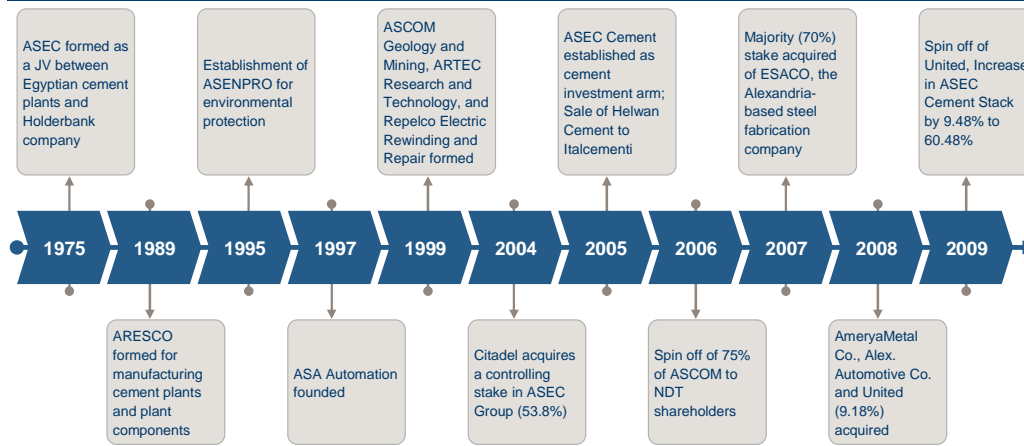 ASEC formed as
a JV between
Egyptian cement
plants and
Holderbank
company
Establishment of
ASENPRO for
environmental
protection
ASCOM
Geology and
Mining, ARTEC
Research and
Technology, and
Repelco Electric
Rewinding and
Repair formed
ASEC Cement
established as
cement
investment arm;
Sale of Helwan
Cement to
Italcementi
Majority (70%)
stake acquired
of ESACO, the
Alexandria-
based steel
fabrication
company
Spin off of
United, Increase
in ASEC
Cement Stack
by 9.48% to
60.48%
1975
1989
1995
1997
1999
2004
2005
2006
2007
2008
2009
ARESCO
formed for
manufacturing
cement plants
and plant
components
ASA Automation
founded
Citadel acquires
a controlling
stake in ASEC
Group (53.8%)
Spin off of 75%
of ASCOM to
NDT
shareholders
AmeryaMetal
Co., Alex.
Automotive Co.
and United
(9.18%)
acquired